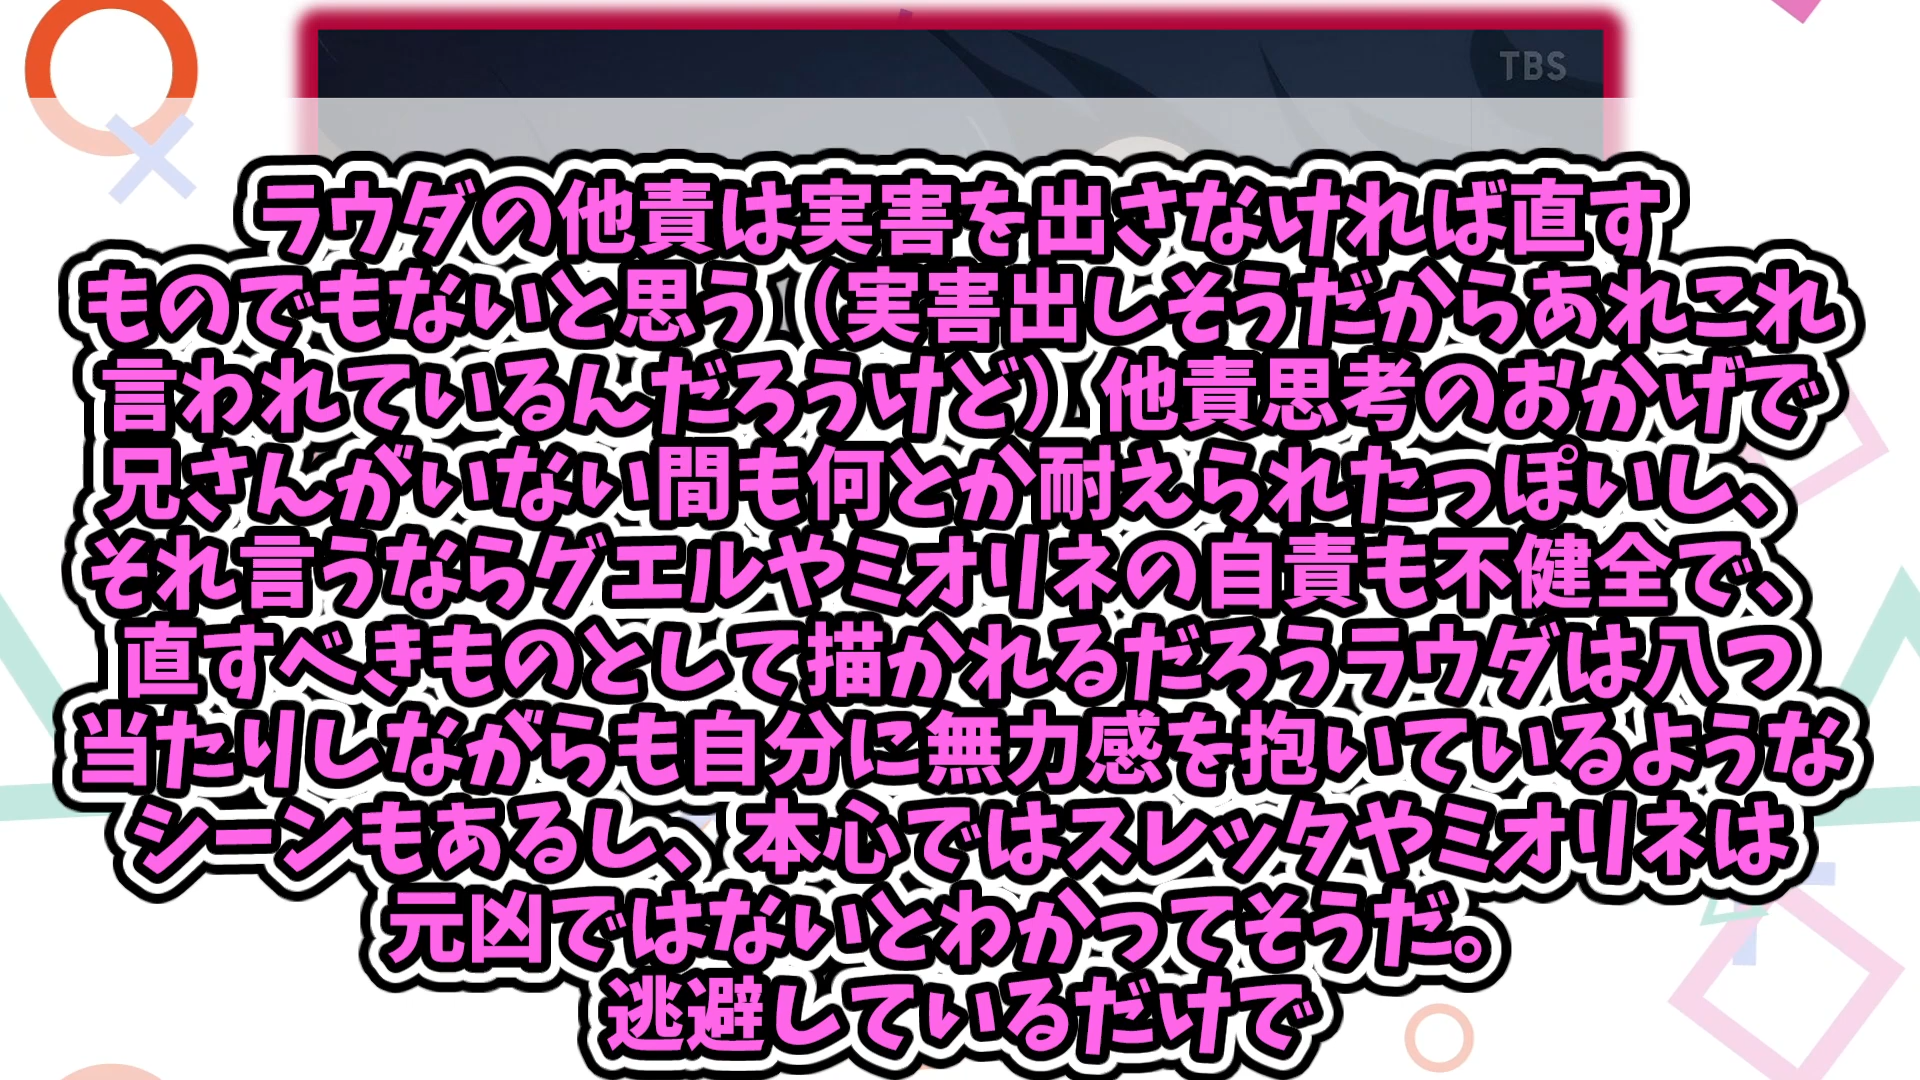 TBS
ラウダの他責は実害を出さなければ直す
ものでもないと思う（実害出しそうだからあれこれ
言われているんだろうけど）他責思考のおかげで
兄さんがいない間も何とか耐えられたっぽいし、
それ言うならグエルやミオリネの自責も不健全で、
直すべきものとして描かれるだろうラウダは八つ
当たりしながらも自分に無力感を抱いているような
シーンもあるし、本心ではスレッタやミオリネは
元凶ではないとわかってそうだ。
逃避しているだけで